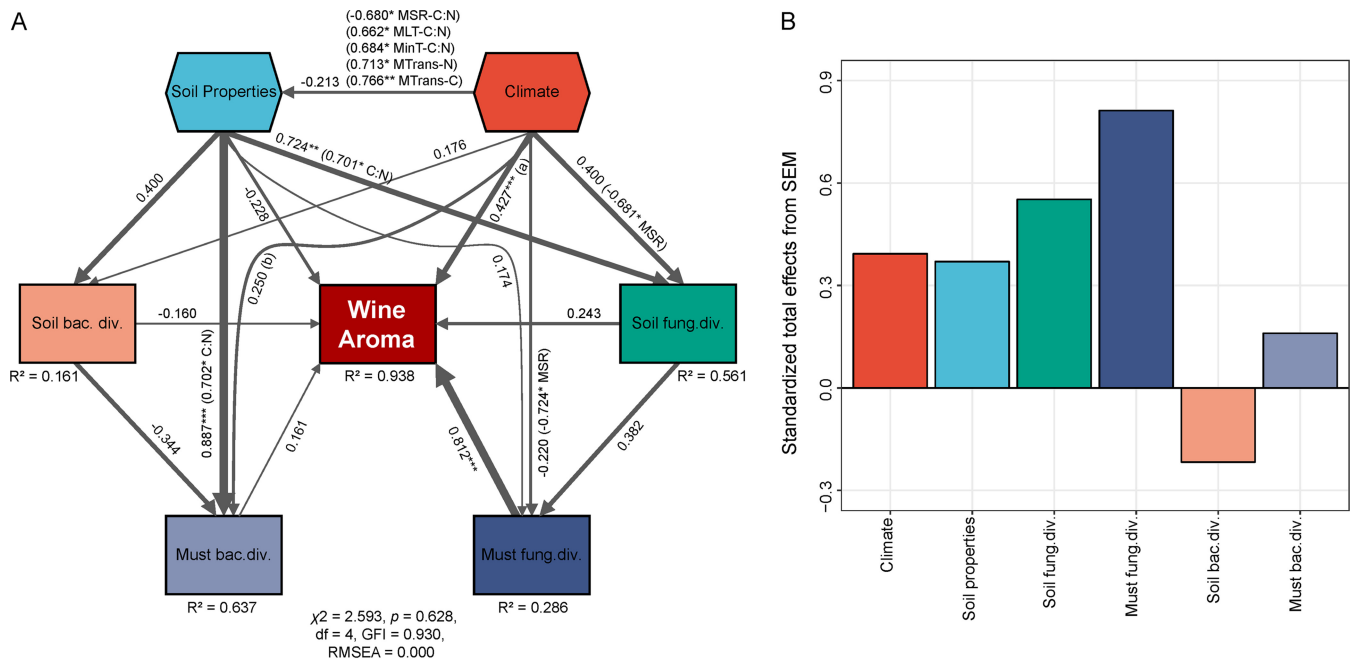 A
(-0.680* MSR-C:N)
(0.662* MLT-C:N)
(0.684* MinT-C:N)
(0.713* MTrans-N)
(0.766** MTrans-C)
-0.213
Soil Properties
Climate
0.400
0.724** (0.701* C:N)
0.176
-0.228
0.427*** (a)
0.400 (-0.681* MSR)
0.250 (b)
0.174
Soil bac. div.
R² = 0.161
-0.160
Wine
Aroma
R² = 0.938
0.243
Soil fung.div.
R² = 0.561
-0.344
0.887*** (0.702* C:N)
0.161
0.812***
-0.220 (-0.724* MSR)
0.382
Must bac.div.
R² = 0.637
Must fung.div.
R² = 0.286
χ2 = 2.593, p = 0.628,
df = 4, GFI = 0.930,
RMSEA = 0.000
B
Standardized total effects from SEM
0.9
0.6
0.3
0.0
−0.3
Climate
Soil properties
Soil fung.div.
Must fung.div.
Soil bac.div.
Must bac.div.